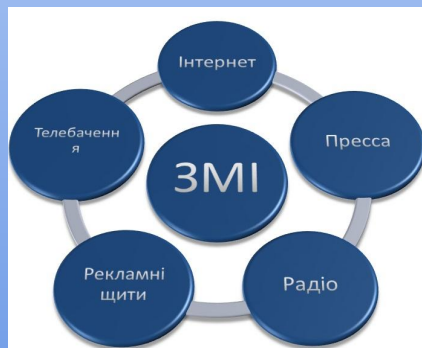 Інтернет
Пресса
Радіо
Рекламні
щити
Телебаченн
я
ЗМІ